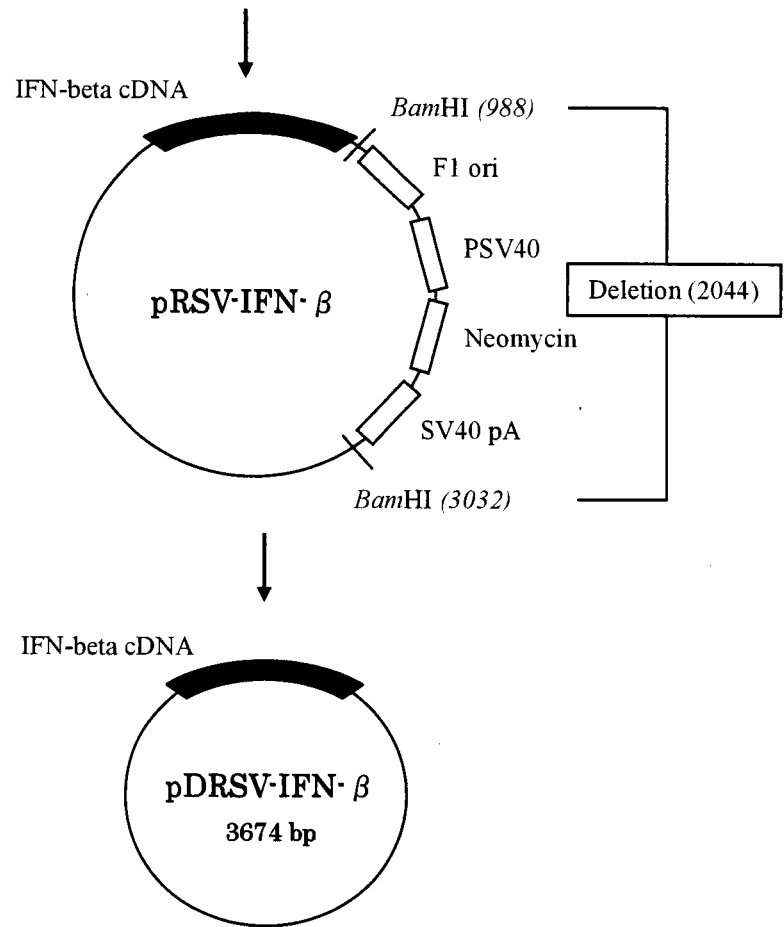 IFN-beta cDNA
BamHI (988)
F1 ori
PSV40
Deletion (2044)
pRSV-IFN- β
Neomycin
SV40 pA
BamHI (3032)
IFN-beta cDNA
pDRSV-IFN- β
3674 bp